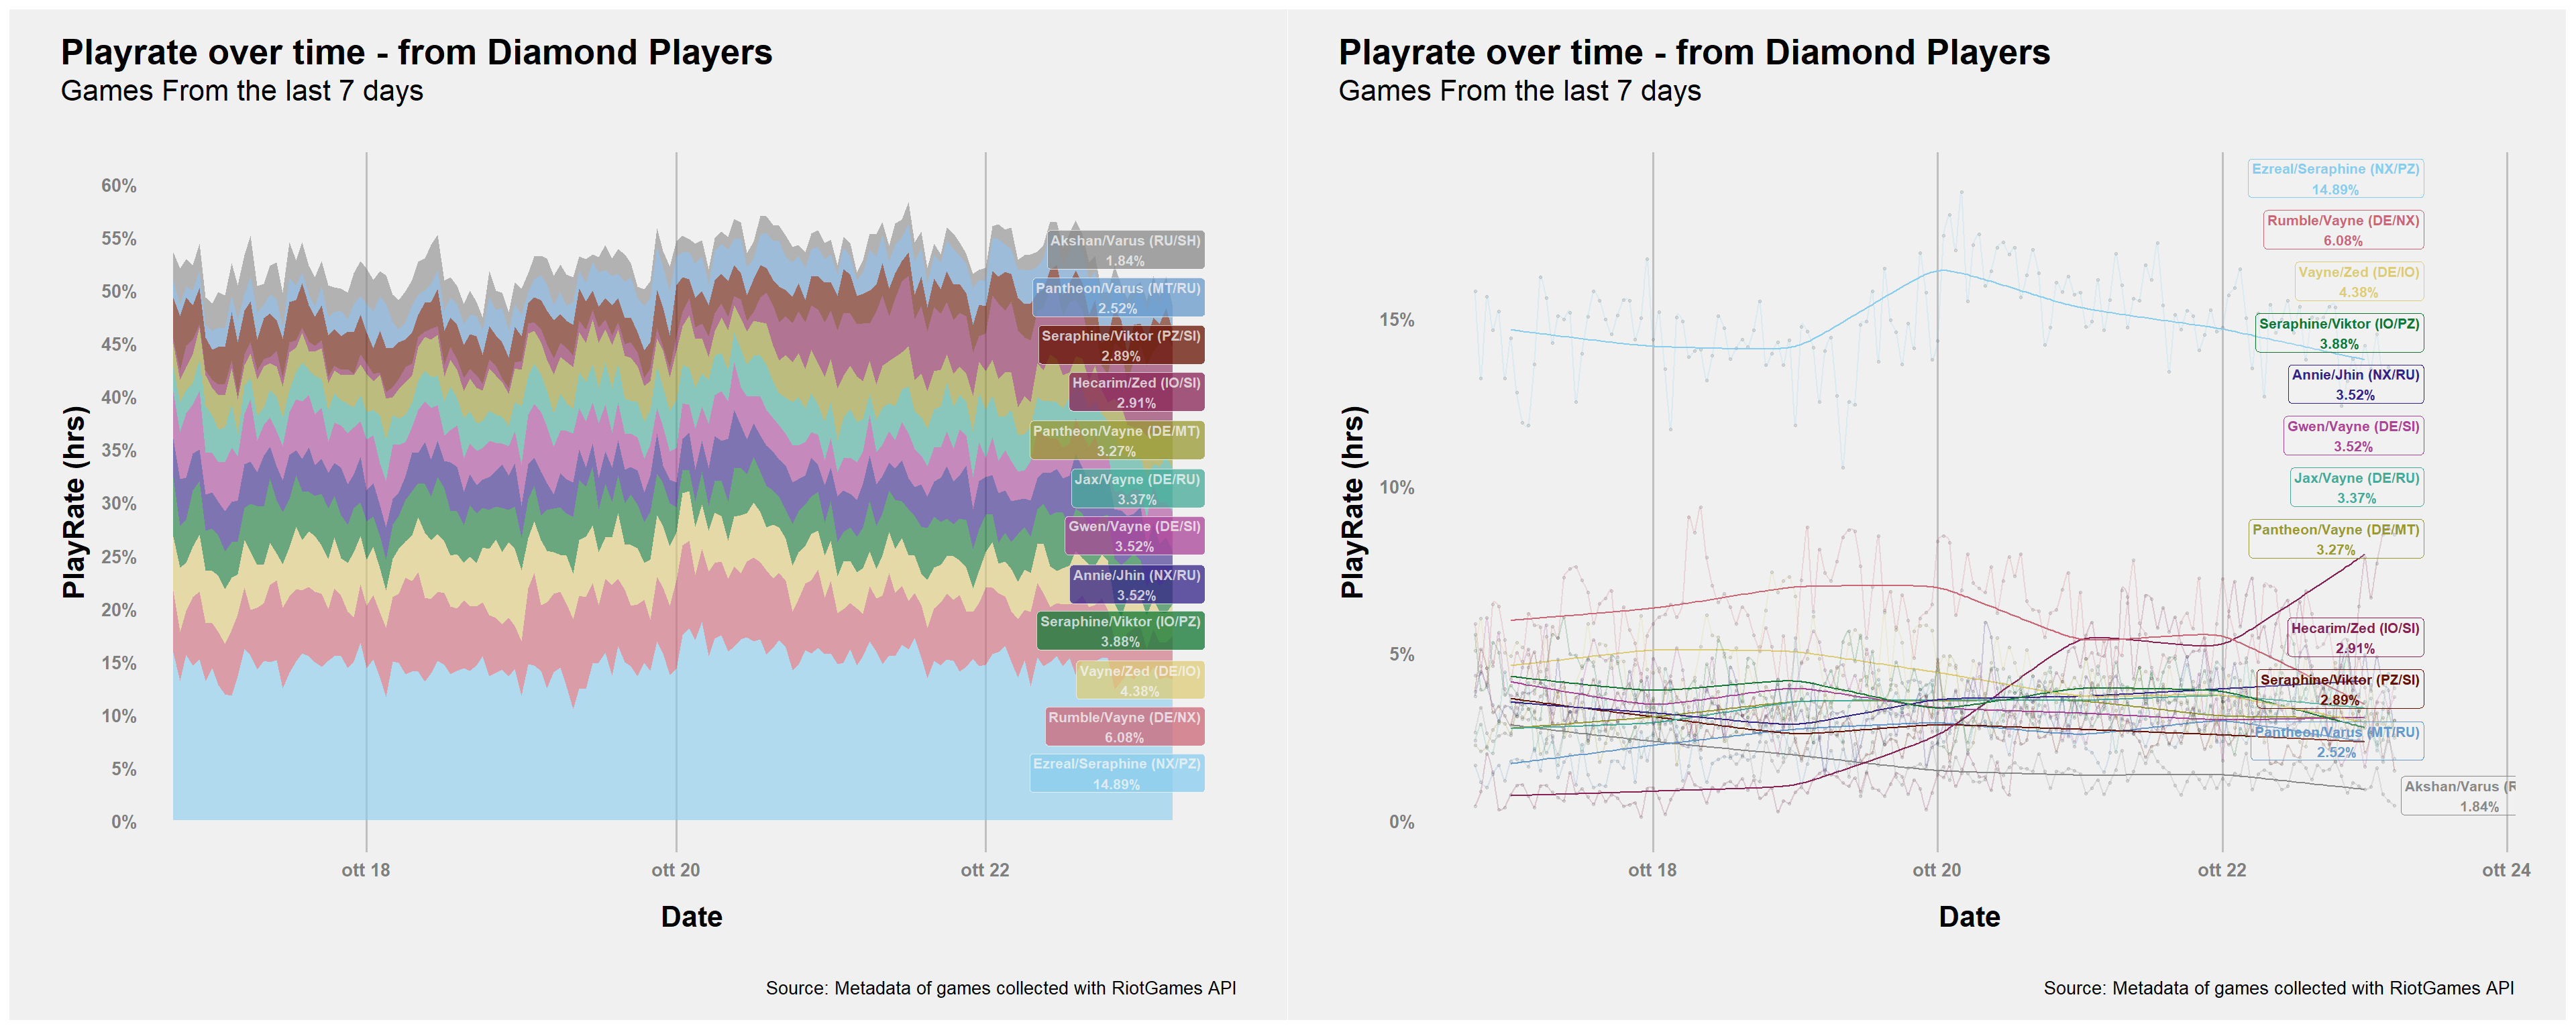 Playrate over time - from Diamond Players
Games From the last 7 days
PlayRate (hrs)
60%
55%
50%
45%
40%
35%
30%
25%
20%
15%
10%
5%
0%
Akshan/Varus (RU/SH)
1.84%
Pantheon/Varus (MT/RU)
2.52%
Seraphine/Viktor (PZ/SI)
2.89%
Hecarim/Zed (IO/SI)
2.91%
Pantheon/Vayne (DE/MT)
3.27%
Jax/Vayne (DE/RU)
3.37%
Gwen/Vayne (DE/SI)
3.52%
Annie/Jhin (NX/RU)
3.52%
Seraphine/Viktor (IO/PZ)
3.88%
Vayne/Zed (DE/IO)
4.38%
Rumble/Vayne (DE/NX)
6.08%
Ezreal/Seraphine (NX/PZ)
14.89%
ott 18
ott 20
ott 22
Date
Source: Metadata of games collected with RiotGames API
Playrate over time - from Diamond Players
Games From the last 7 days
PlayRate (hrs)
15%
10%
5%
0%
Ezreal/Seraphine (NX/PZ)
14.89%
Rumble/Vayne (DE/NX)
6.08%
Vayne/Zed (DE/IO)
4.38%
Seraphine/Viktor (IO/PZ)
3.88%
Annie/Jhin (NX/RU)
3.52%
Gwen/Vayne (DE/SI)
3.52%
Jax/Vayne (DE/RU)
3.37%
Pantheon/Vayne (DE/MT)
3.27%
Hecarim/Zed (IO/SI)
2.91%
Seraphine/Viktor (PZ/SI)
2.89%
Pantheon/Varus (MT/RU)
2.52%
Akshan/Varus (R
1.84%
ott 18
ott 20
ott 22
ott 24
Date
Source: Metadata of games collected with RiotGames API